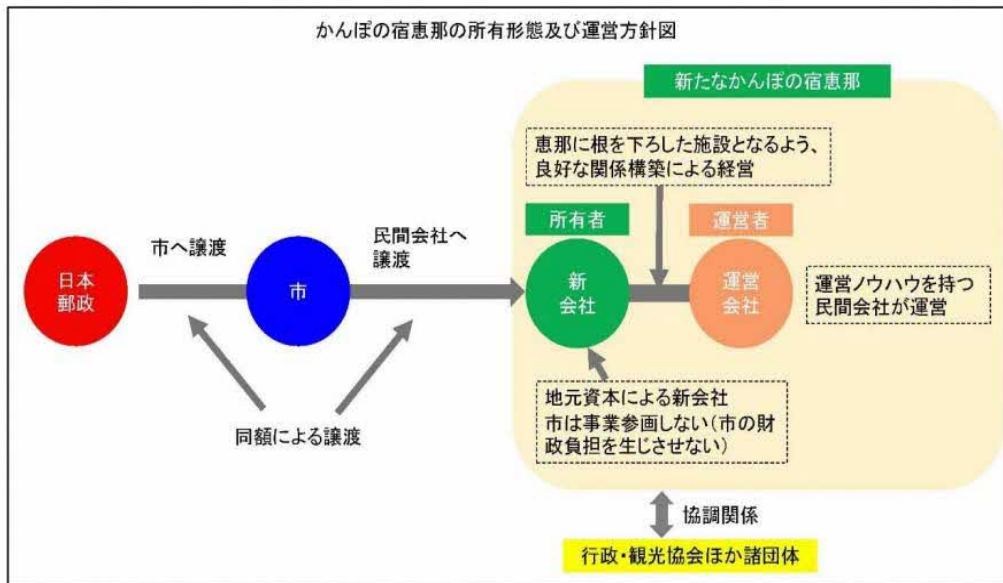 かんぽの宿恵那の所有形態及び運営方針図
新たなかんぽの宿恵那
恵那に根を下ろした施設となるよう、
良好な関係構築による経営
所有者
運営者
市へ譲渡
民間会社へ
譲渡
日本
郵政
市
新
会社
運営
会社
運営ノウハウを持つ
民間会社が運営
同額による譲渡
地元資本による新会社
市は事業参画しない(市の財
政負担を生じさせない)
協調関係
行政・観光協会ほか諸団体